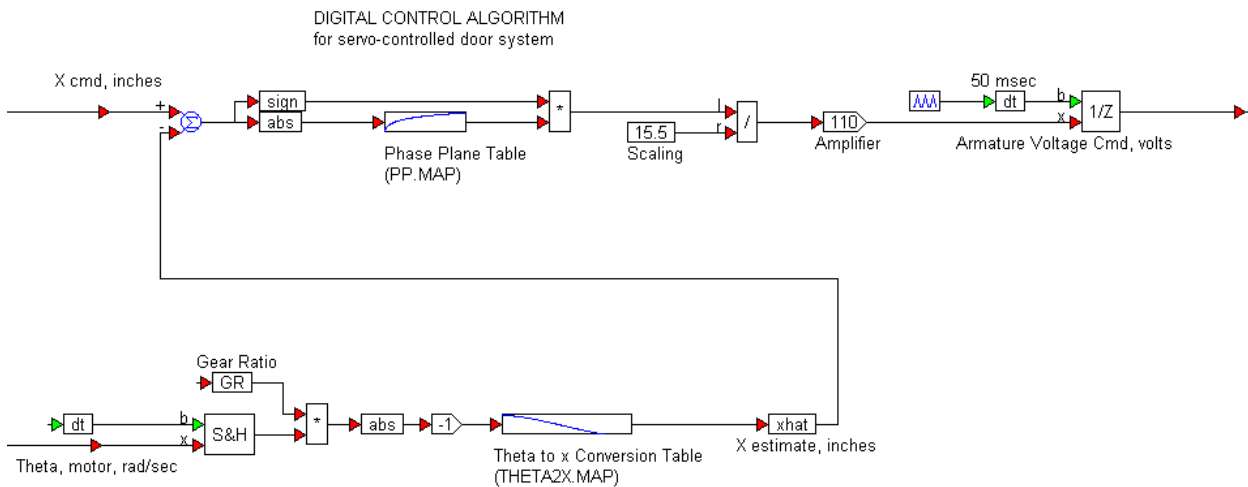 DIGITAL CONTROL ALGORITHM
for servo-controlled door system
X cmd, inches
50 msec
+
-
Σ
sign
abs
*
l
r
/
15.5
110
dt
b
x
1/Z
Phase Plane Table
(PP.MAP)
Scaling
Amplifier
Armature Voltage Cmd, volts
Gear Ratio
GR
dt
b
x
S&H
*
abs
-1
xhat
Theta, motor, rad/sec
Theta to x Conversion Table
(THETA2X.MAP)
X estimate, inches